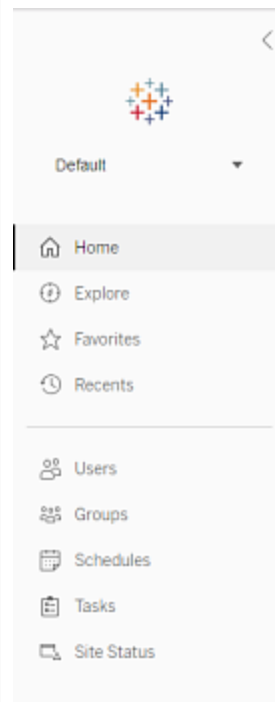 Default
Home
Explore
Favorites
Recents
Users
Groups
Schedules
Tasks
Site Status